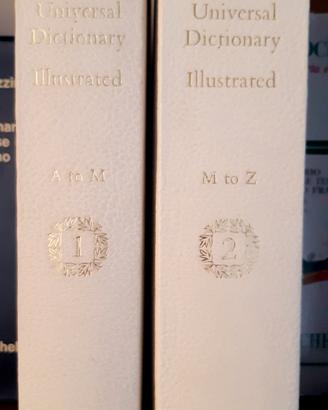 Universal
Dictionary
Illustrated
A to M
1
Universal
Dictionary
Illustrated
M to Z
2